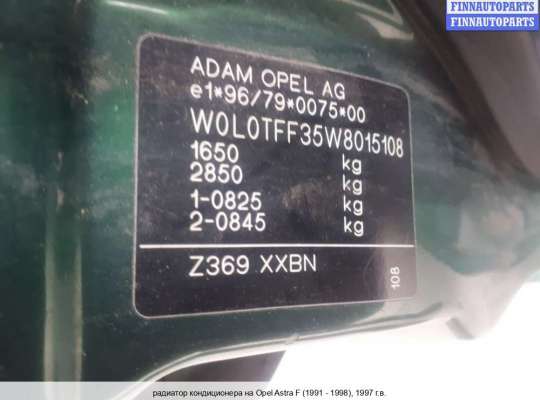 FINNAUTOPARTS
FINNAUTOPARTS
ADAM OPEL AG
e1*96/79*0075*00
W0L0TFF35W8015108
1650 kg
2850 kg
1-0825 kg
2-0845 kg
Z369 XXBN
108
радиатор кондиционера на Opel Astra F (1991 - 1998), 1997 г.в.